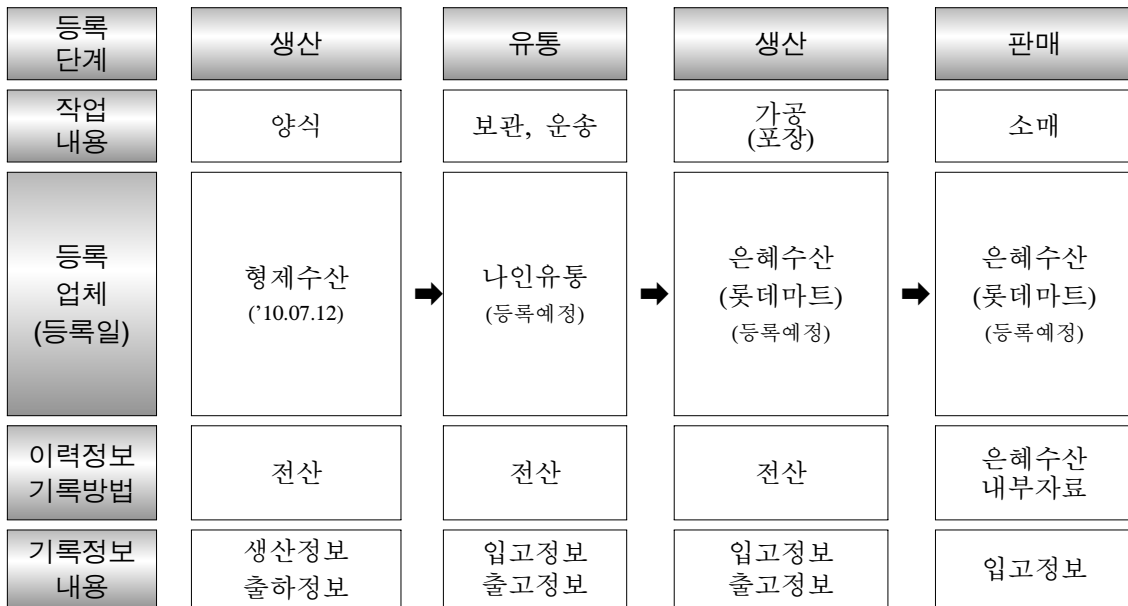 등록
단계
생산
유통
생산
판매
작업
내용
양식
보관, 운송
가공
(포장)
소매
등록
업체
(등록일)
형제수산
('10.07.12)
➡
나인유통
(등록예정)
➡
은혜수산
(롯데마트)
(등록예정)
➡
은혜수산
(롯데마트)
(등록예정)
이력정보
기록방법
전산
전산
전산
은혜수산
내부자료
기록정보
내용
생산정보
출하정보
입고정보
출고정보
입고정보
출고정보
입고정보